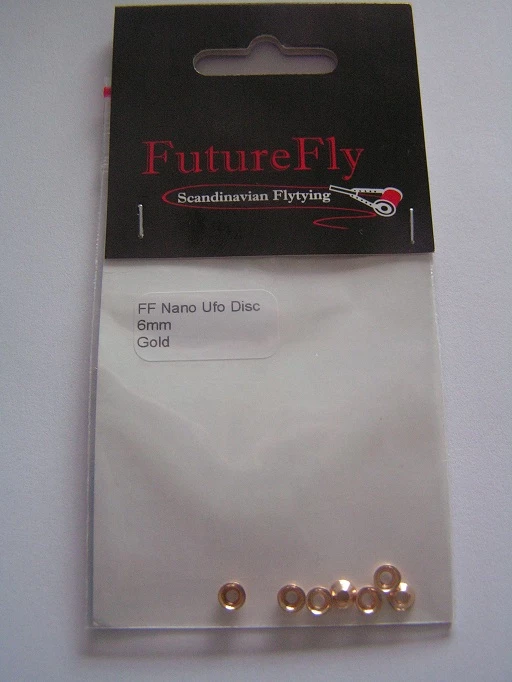 FutureFly
Scandinavian Flytying
FF Nano Ufo Disc
6mm
Gold